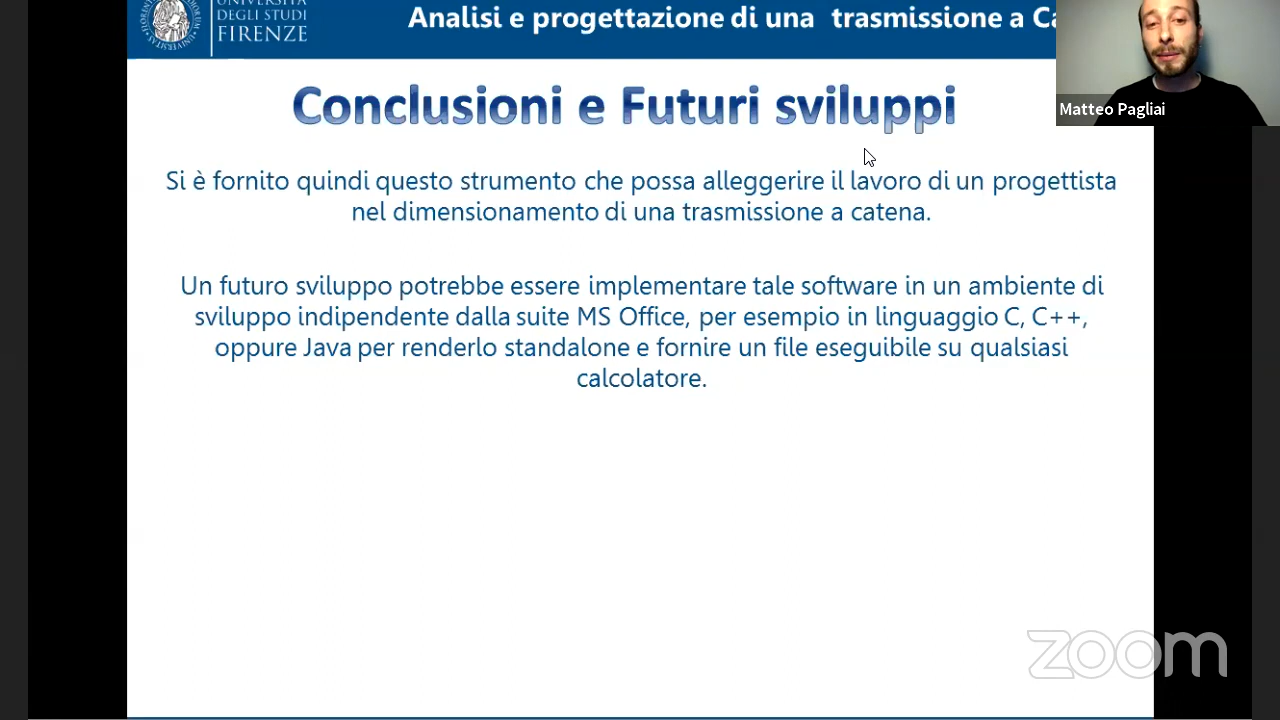 UNIVERSITÀ
DEGLI STUDI
FIRENZE
Analisi e progettazione di una trasmissione a Ca
Matteo Pagliai
Conclusioni e Futuri sviluppi
Si è fornito quindi questo strumento che possa alleggerire il lavoro di un progettista
nel dimensionamento di una trasmissione a catena.
Un futuro sviluppo potrebbe essere implementare tale software in un ambiente di
sviluppo indipendente dalla suite MS Office, per esempio in linguaggio C, C++,
oppure Java per renderlo standalone e fornire un file eseguibile su qualsiasi
calcolatore.
zoom